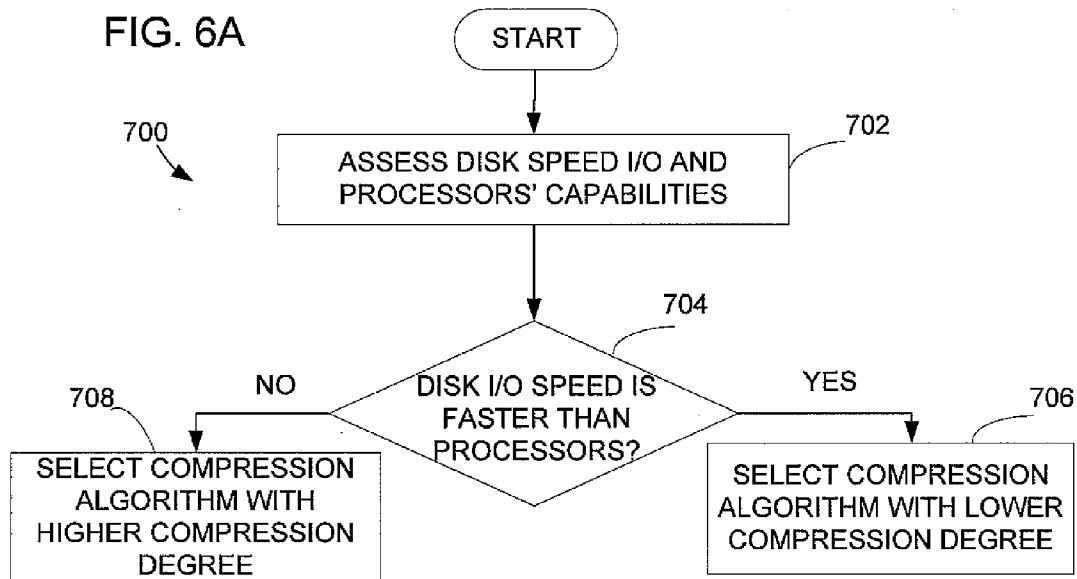 FIG. 6A
START
700
702
ASSESS DISK SPEED I/O AND
PROCESSORS' CAPABILITIES
704
DISK I/O SPEED IS
FASTER THAN
PROCESSORS?
NO
YES
708
SELECT COMPRESSION
ALGORITHM WITH
HIGHER COMPRESSION
DEGREE
706
SELECT COMPRESSION
ALGORITHM WITH LOWER
COMPRESSION DEGREE